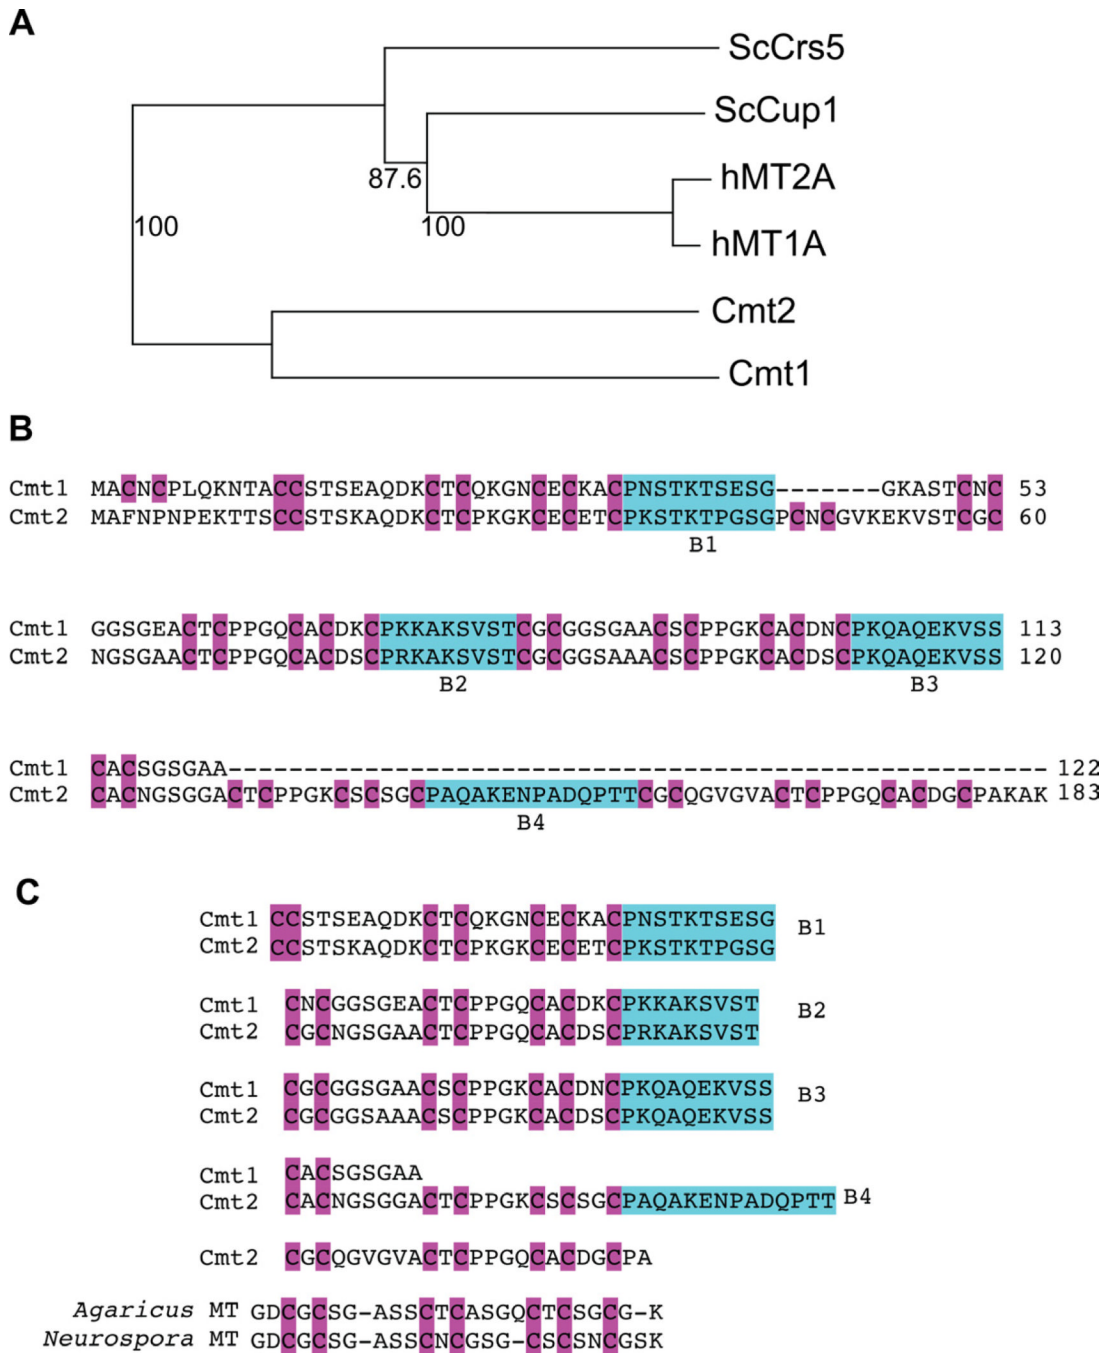 A
ScCrs5
ScCup1
87.6
hMT2A
100
100
hMT1A
Cmt2
Cmt1
B
Cmt1 MACNCPLQKNTACCSTSEAQDKCTCQKGNCECKACPNSTKTSESG-------GKASTCNC 53
Cmt2 MAFNPNPEKTTSCCSTSKAQDKCTCPKGKCECETCPKSTKTPGSGPCNCGVKEKVSTCGC 60
B1
Cmt1 GGSGEACTCPPGQCACDKCPKKAKSVSTCGCGGSGAACSCPPGKCACDNCPKQAQEKVSS 113
Cmt2 NGSGAACTCPPGQCACDSCPRKAKSVSTCGCGGSAAACSCPPGKCACDSCPKQAQEKVSS 120
B2 B3
Cmt1 CACSGSGAA------------------------------------------------------ 122
Cmt2 CACNGSGGACTCPPGKCSCSGCPAQAKENPADQPTTCGCQGVGVACTCPPGQCACDGCPAKAK 183
B4
C
Cmt1 CCSTSEAQDKCTCQKGNCECKACPNSTKTSESG B1
Cmt2 CCSTSKAQDKCTCPKGKCECETCPKSTKTPGSG
Cmt1 CNCGGSGEACTCPPGQCACDKCPKKAKSVST B2
Cmt2 CGCNGSGAACTCPPGQCACDSCPRKAKSVST
Cmt1 CGCGGSGAACSCPPGKCACDNCPKQAQEKVSS B3
Cmt2 CGCGGSAAACSCPPGKCACDSCPKQAQEKVSS
Cmt1 CACSGSGAA
Cmt2 CACNGSGGACTCPPGKCSCSGCPAQAKENPADQPTT B4
Cmt2 CGCQGVGVACTCPPGQCACDGCPA
Agaricus MT GDCGCSG-ASSCTCASGQCTCSGCG-K
Neurospora MT GDCGCSG-ASSCNCGSG-CSCSNCGSK